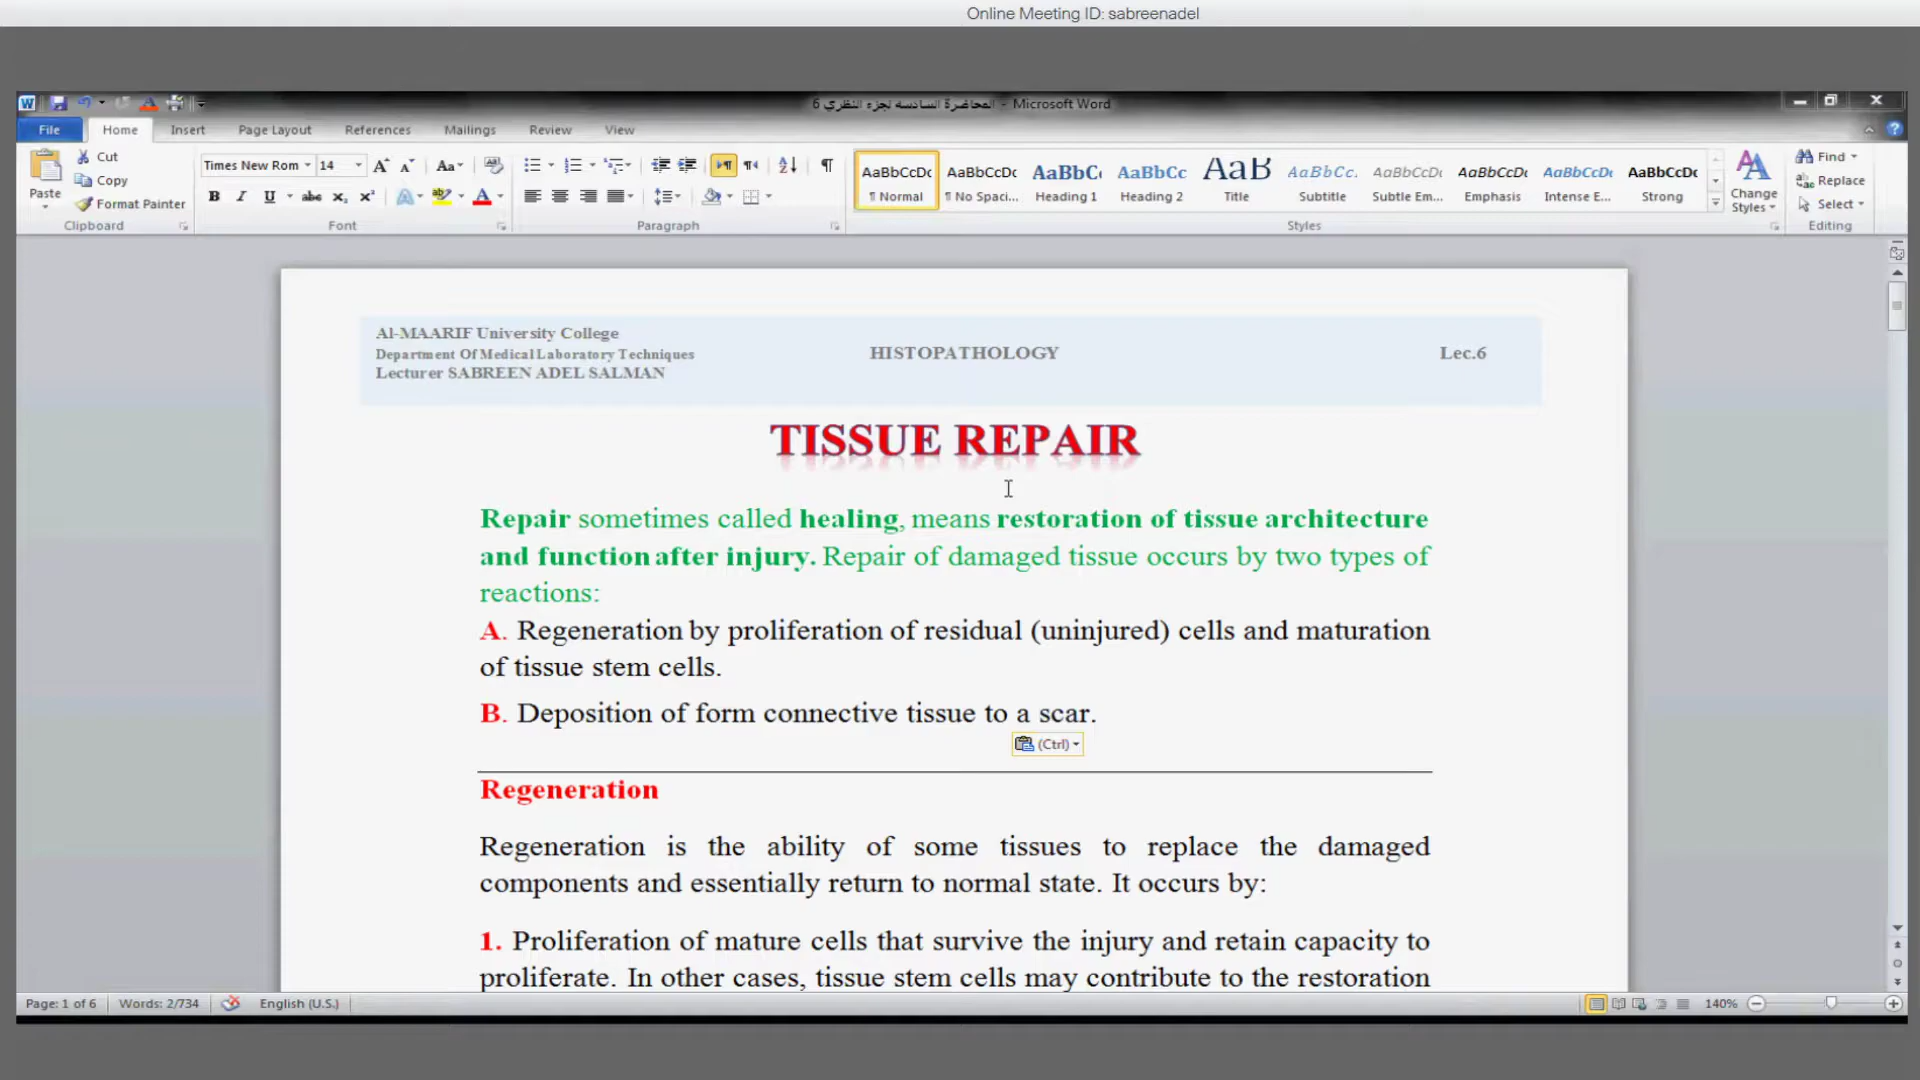 Online Meeting ID: sabreenadel
المحاضرة السادسه لجزء النظري 6 - Microsoft Word
File Home Insert Page Layout References Mailings Review View
Paste Cut Copy Format Painter
Clipboard
Times New Rom 14
Font
Paragraph
AaBbCcDc AaBbCcDc AaBbC AaBbCc AaB AaBbCc. AaBbCcDc AaBbCcDc AaBbCcDc AaBbCcDc
¶ Normal ¶ No Spaci... Heading 1 Heading 2 Title Subtitle Subtle Em... Emphasis Intense E... Strong
Styles
Change Styles
Find
Replace
Select
Editing
Al-MAARIF University College
Department Of Medical Laboratory Techniques
Lecturer SABREEN ADEL SALMAN
HISTOPATHOLOGY
Lec.6
TISSUE REPAIR
Repair sometimes called healing, means restoration of tissue architecture
and function after injury. Repair of damaged tissue occurs by two types of
reactions:
A. Regeneration by proliferation of residual (uninjured) cells and maturation
of tissue stem cells.
B. Deposition of form connective tissue to a scar.
(Ctrl)
Regeneration
Regeneration is the ability of some tissues to replace the damaged
components and essentially return to normal state. It occurs by:
1. Proliferation of mature cells that survive the injury and retain capacity to
proliferate. In other cases, tissue stem cells may contribute to the restoration
Page: 1 of 6 Words: 2/734 English (U.S.) 140%